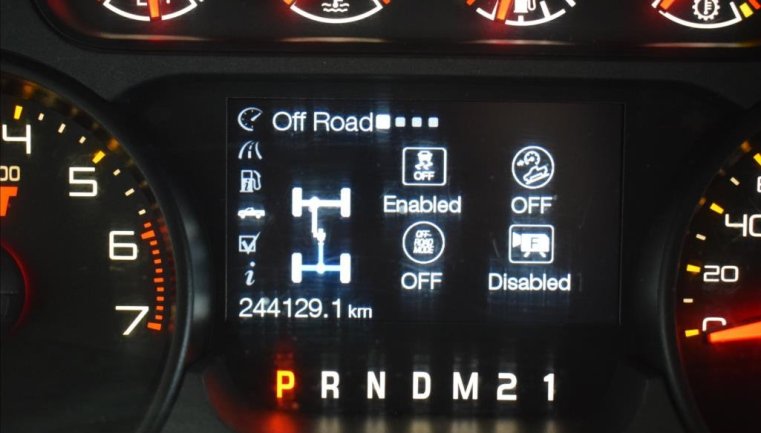 Off Road
OFF
Enabled
OFF
OFF-
ROAD
MODE
OFF
Disabled
244129.1 km
P R N D M 2 1
4
5
6
7
40
20
0